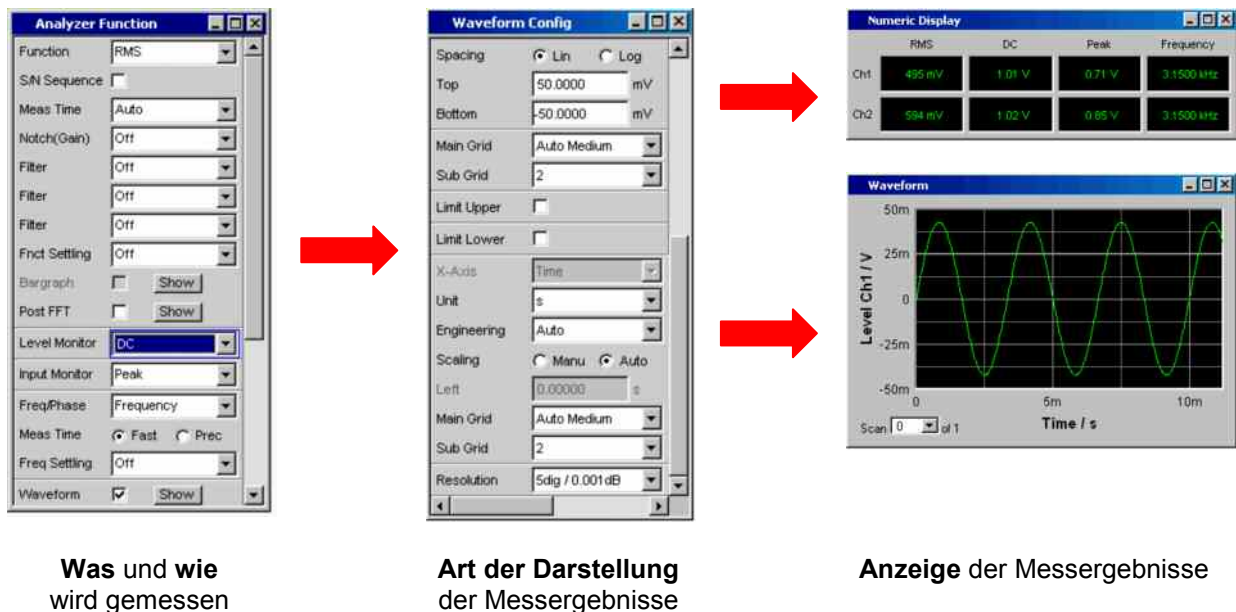 Analyzer Function
Function RMS
S/N Sequence
Meas Time Auto
Notch(Gain) Off
Filter Off
Filter Off
Filter Off
Fnct Settling Off
Bargraph Show
Post FFT Show
Level Monitor DC
Input Monitor Peak
Freq/Phase Frequency
Meas Time Fast Prec
Freq Settling Off
Waveform Show
Waveform Config
Spacing Lin Log
Top 50.0000 mV
Bottom -50.0000 mV
Main Grid Auto Medium
Sub Grid 2
Limit Upper
Limit Lower
X-Axis Time
Unit s
Engineering Auto
Scaling Manu Auto
Left 0.00000 s
Main Grid Auto Medium
Sub Grid 2
Resolution 5dig / 0.001dB
Numeric Display
RMS DC Peak Frequency
Ch1 495 mV 1.01 V 0.71 V 3.1500 kHz
Ch2 594 mV 1.02 V 0.85 V 3.1500 kHz
Waveform
50m
25m
0
-25m
-50m
Level Ch1 / V
0 5m 10m
Time / s
Scan 0 of 1
Was und wie
wird gemessen
Art der Darstellung
der Messergebnisse
Anzeige der Messergebnisse